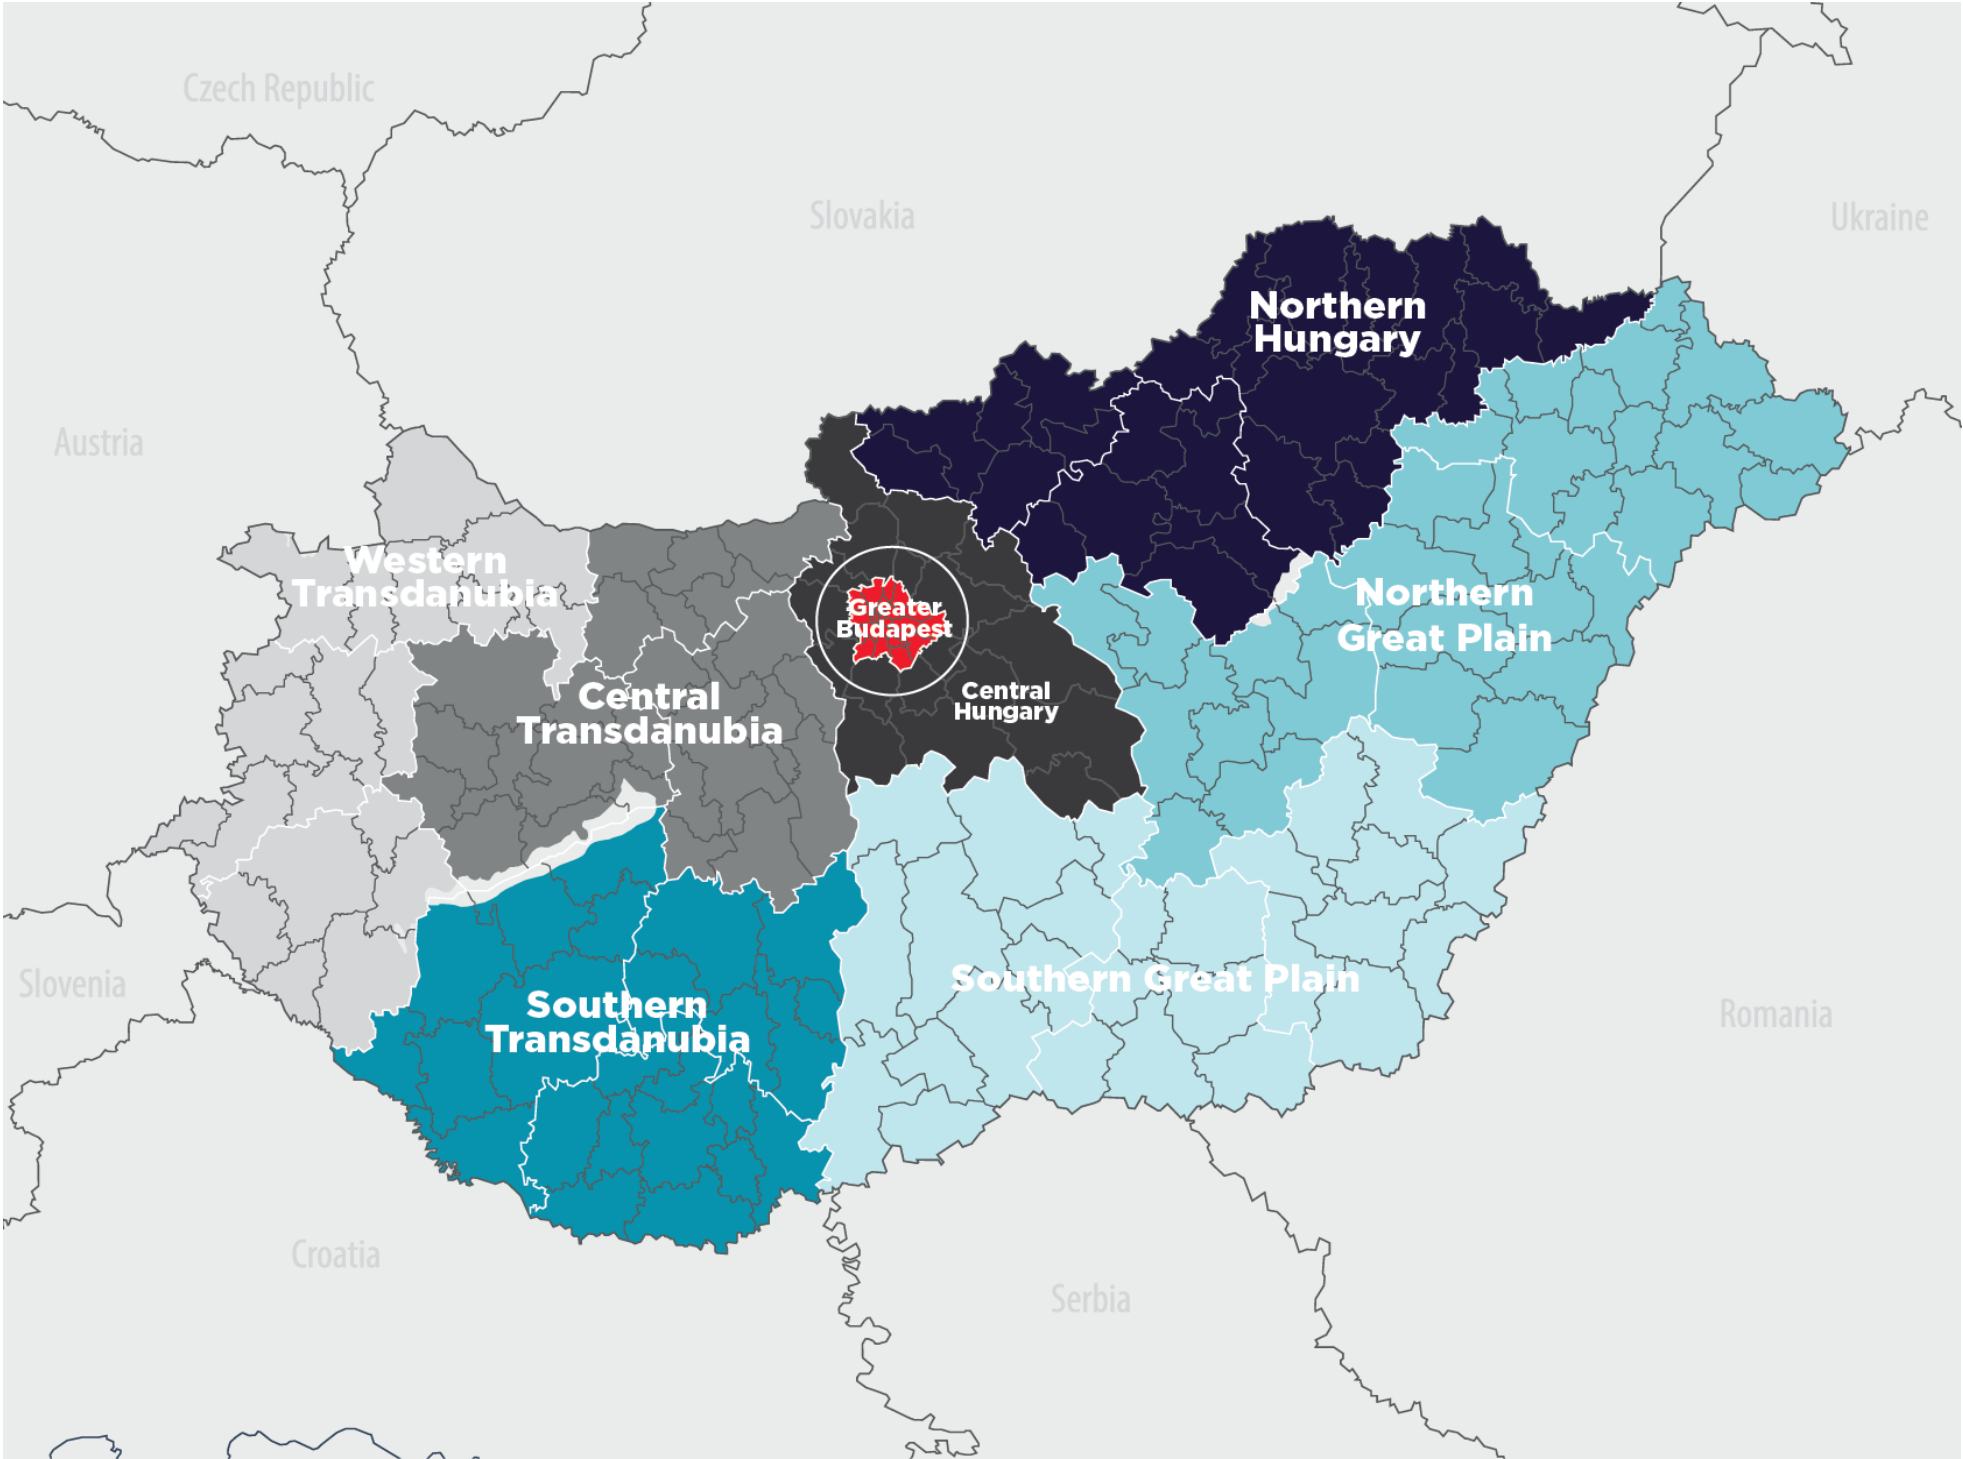 Czech Republic
Slovakia
Ukraine
Northern
Hungary
Austria
Western
Transdanubia
Greater
Budapest
Northern
Great Plain
Central
Transdanubia
Central
Hungary
Southern Great Plain
Slovenia
Southern
Transdanubia
Romania
Croatia
Serbia